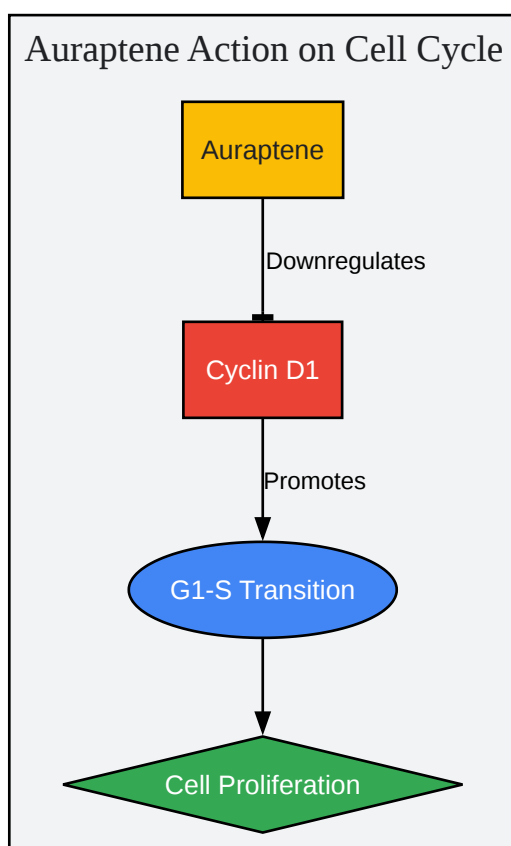 Auraptene Action on Cell Cycle
Auraptene
Downregulates
Cyclin D1
Promotes
G1-S Transition
Cell Proliferation